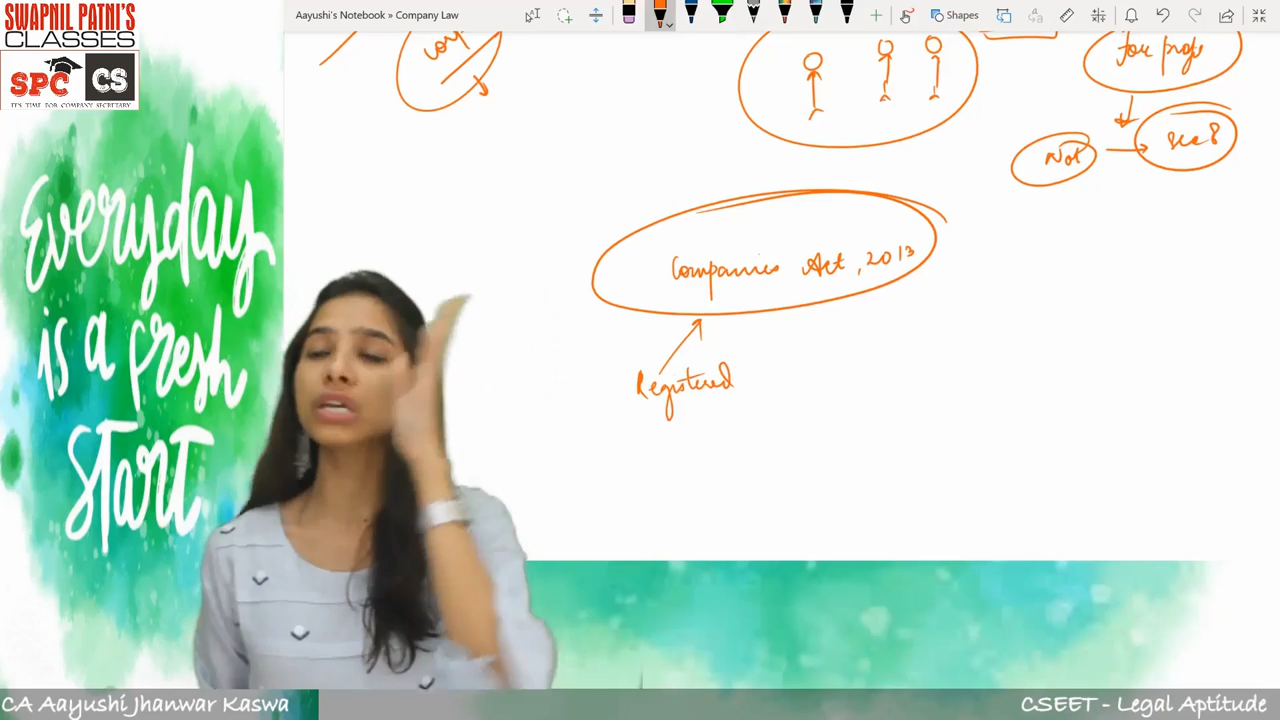 SWAPNIL PATNI'S
CLASSES
SPC CS
IT'S TIME FOR COMPANY SECRETARY
Aayushi's Notebook » Company Law
Shapes
for
Not
sec 8
Companies Act, 2013
Registered
Everyday
is a fresh
Start
CA Aayushi Jhanwar Kaswa
CSEET - Legal Aptitude